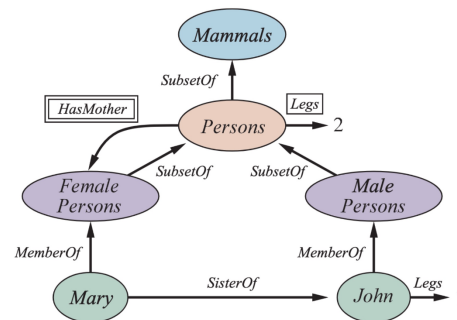 Mammals
SubsetOf
HasMother
Legs
Persons
2
SubsetOf
SubsetOf
Female
Persons
Male
Persons
MemberOf
MemberOf
Mary
SisterOf
John
Legs